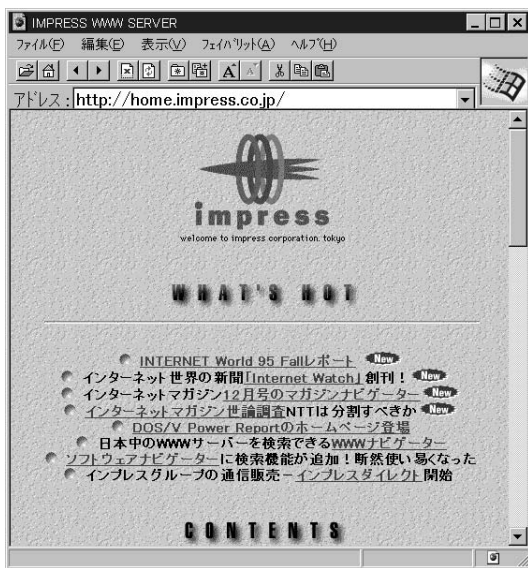 IMPRESS WWW SERVER
ファイル(F) 編集(E) 表示(V) フェイバリット(A) ヘルプ(H)
アドレス: http://home.impress.co.jp/
impress
welcome to impress corporation. tokyo
WHAT'S HOT
INTERNET World 95 Fallレポート New
インターネット世界の新聞「Internet Watch」創刊! New
インターネットマガジン12月号のマガジンナビゲーター New
インターネットマガジン世論調査NTTは分割すべきか New
DOS/V Power Reportのホームページ登場
日本中のWWWサーバーを検索できるWWWナビゲーター
ソフトウェアナビゲーターに検索機能が追加!断然使い易くなった
インプレスグループの通信販売-インプレスダイレクト開始
CONTENTS